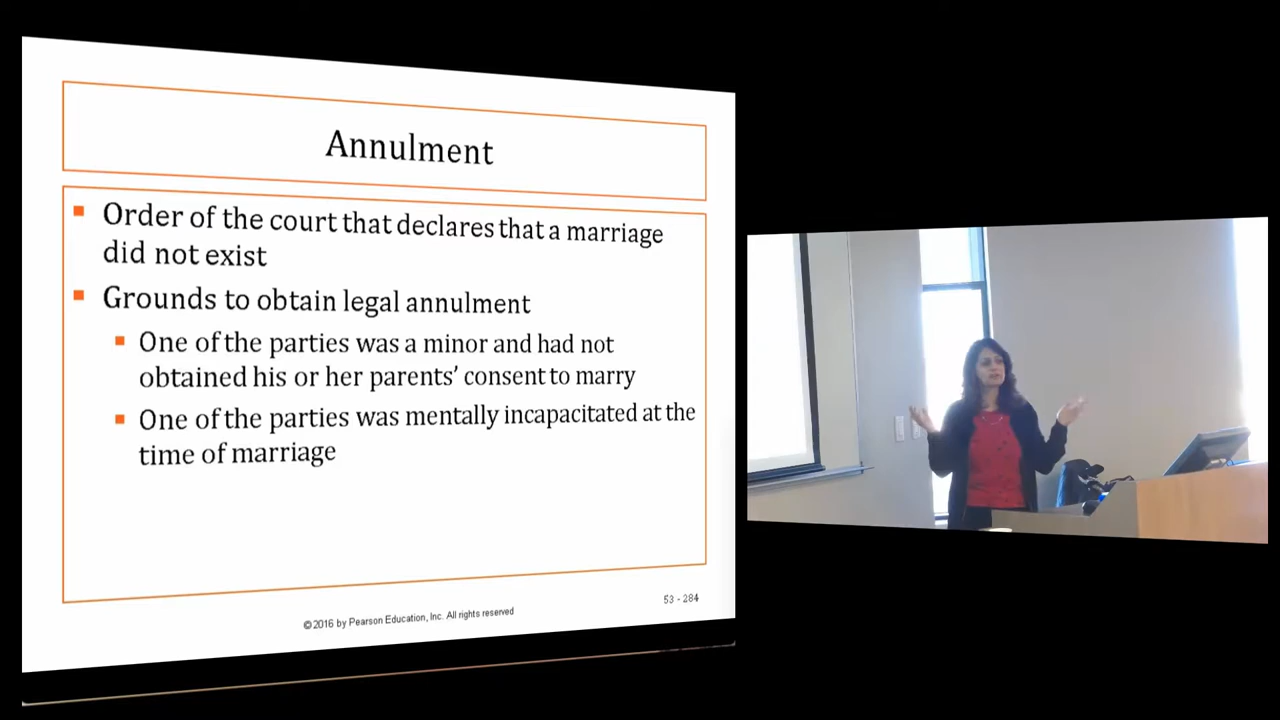 Annulment
Order of the court that declares that a marriage
did not exist
Grounds to obtain legal annulment
One of the parties was a minor and had not
obtained his or her parents’ consent to marry
One of the parties was mentally incapacitated at the
time of marriage
53 - 284
© 2016 by Pearson Education, Inc. All rights reserved